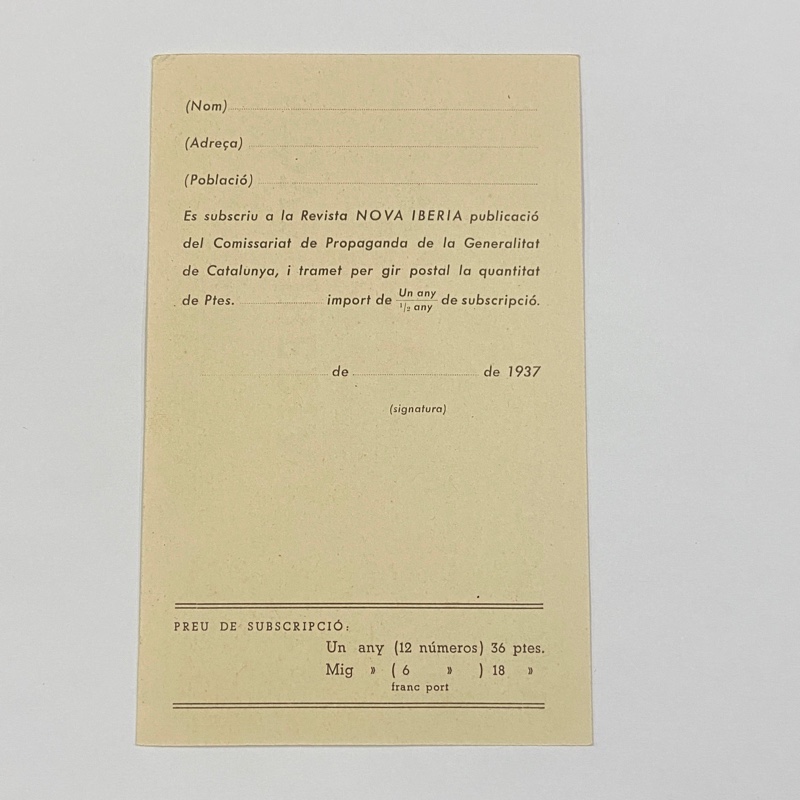 (Nom)
(Adreça)
(Població)
Es subscriu a la Revista NOVA IBERIA publicació
del Comissariat de Propaganda de la Generalitat
de Catalunya, i tramet per gir postal la quantitat
de Ptes. import de Un any / 1/2 any de subscripció.
de de 1937
(signatura)
PREU DE SUBSCRIPCIÓ:
Un any (12 números) 36 ptes.
Mig » ( 6 » ) 18 »
franc port